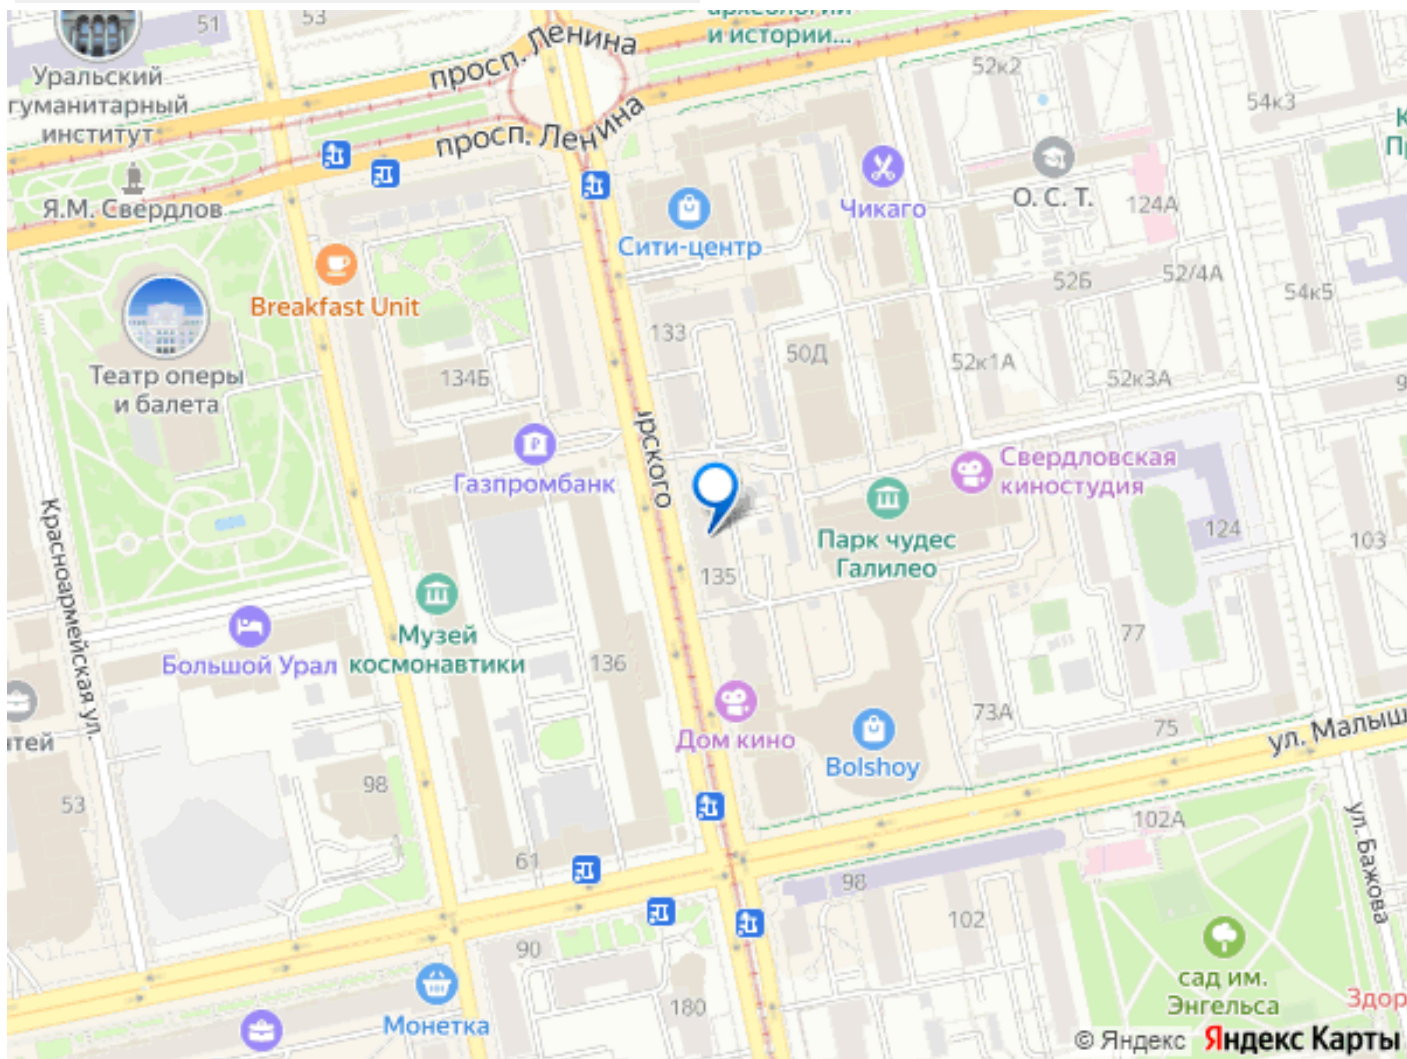 51
53
археологии
и истории...
просп. Ленина
Уральский
гуманитарный
институт
просп. Ленина
52к2
54к3
Я.М. Свердлов
Чикаго
О. С. Т.
124А
Сити-центр
Breakfast Unit
52Б
52/4А
54к5
133
50Д
Театр оперы
и балета
134Б
52к1А
52к3А
Газпромбанк
Свердловская
киностудия
Парк чудес
Галилео
124
103
Красноармейская ул.
135
Музей
космонавтики
Большой Урал
136
77
73А
75
ул. Малыш
Дом кино
Bolshoy
98
53
102А
ул. Бажова
61
98
102
90
180
Монетка
сад им.
Энгельса
Здор
© Яндекс Яндекс Карты